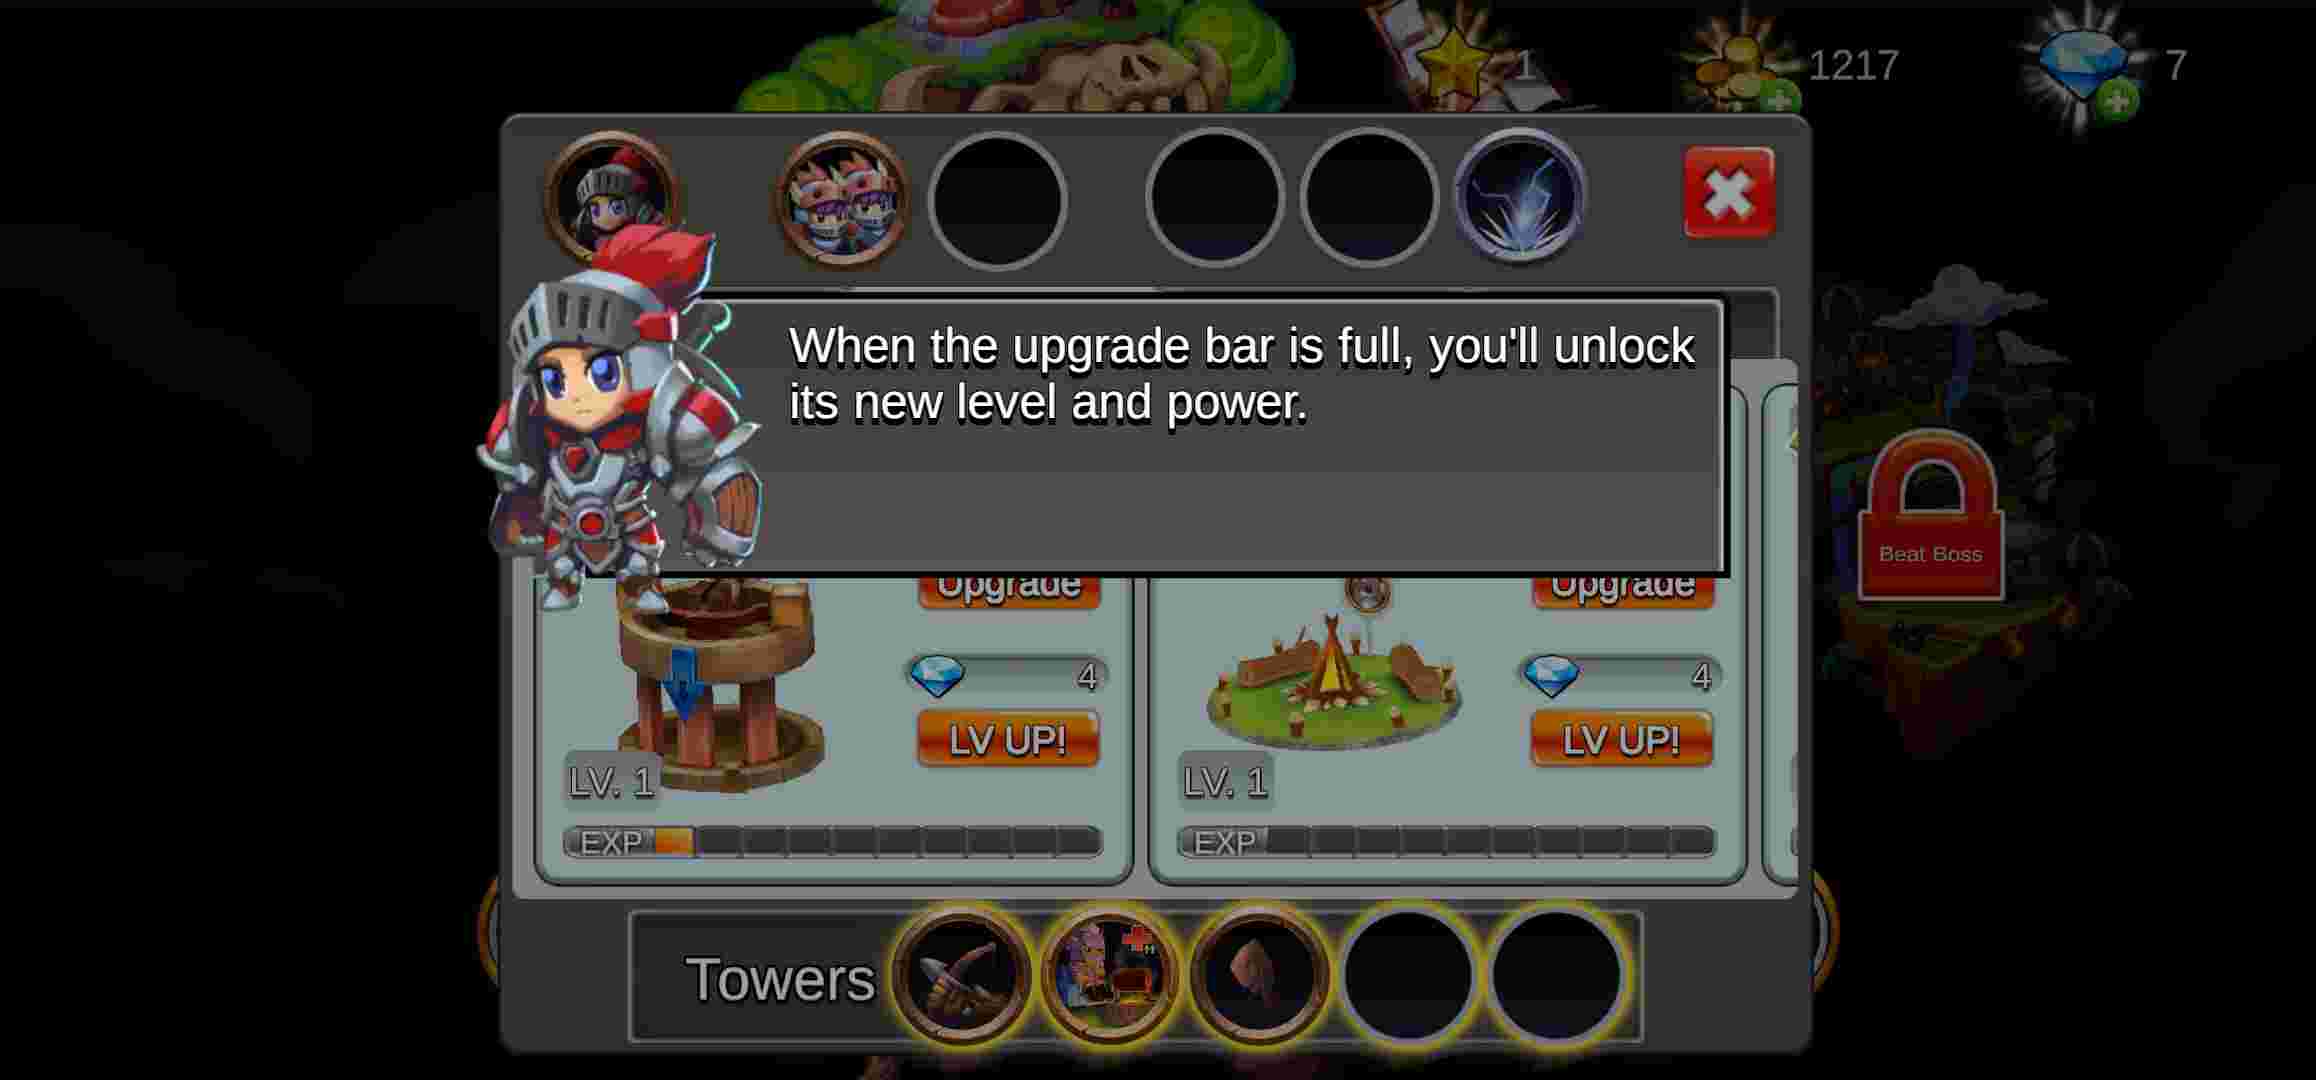 1
1217
7
When the upgrade bar is full, you'll unlock
its new level and power.
Beat Boss
Upgrade
Upgrade
4
4
LV UP!
LV UP!
LV. 1
LV. 1
EXP
EXP
Towers